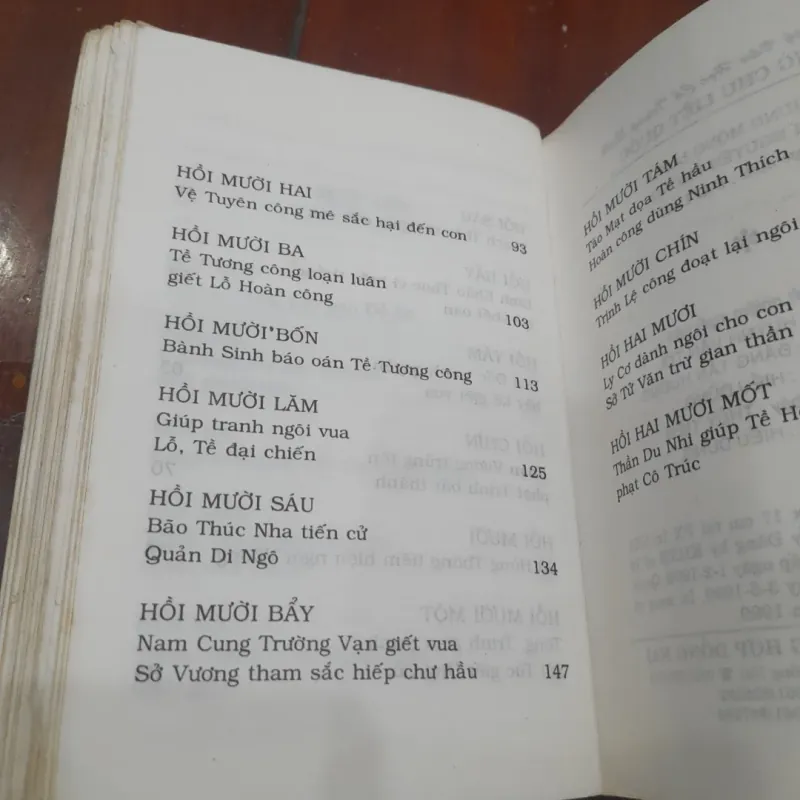 HỒI MƯỜI HAI
Vệ Tuyên công mê sắc hại đến con 93
HỒI MƯỜI BA
Tề Tương công loạn luân
giết Lỗ Hoàn công 103
HỒI MƯỜI BỐN
Bành Sinh báo oán Tề Tương công 113
HỒI MƯỜI LĂM
Giúp tranh ngôi vua
Lỗ, Tề đại chiến 125
HỒI MƯỜI SÁU
Bão Thúc Nha tiến cử
Quản Di Ngô 134
HỒI MƯỜI BẨY
Nam Cung Trường Vạn giết vua
Sở Vương tham sắc hiếp chư hầu 147
HỒI MƯỜI TÁM
Tào Mạt dọa Tề hầu
Hoàn công dùng Ninh Thích
HỒI MƯỜI CHÍN
Trịnh Lệ công đoạt lại ngôi
HỒI HAI MƯƠI
Ly Cơ dành ngôi cho con
Sở Tử Văn trừ gian thần
HỒI HAI MƯƠI MỐT
Thần Du Nhi giúp Tề
phạt Cô Trúc